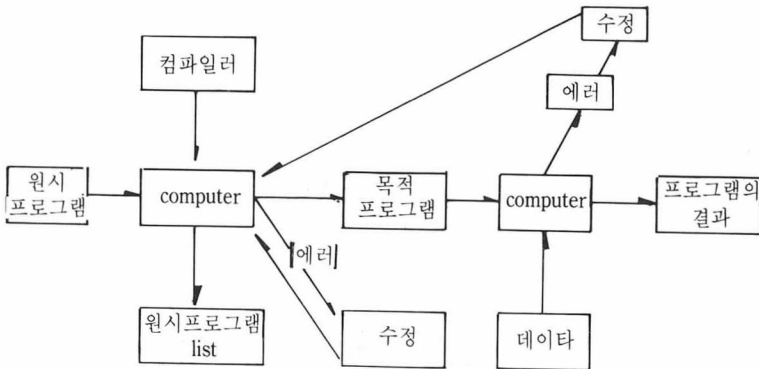 수정
컴파일러
에러
원시
프로그램
computer
목적
프로그램
computer
프로그램의
결과
에러
원시프로그램
list
수정
데이타